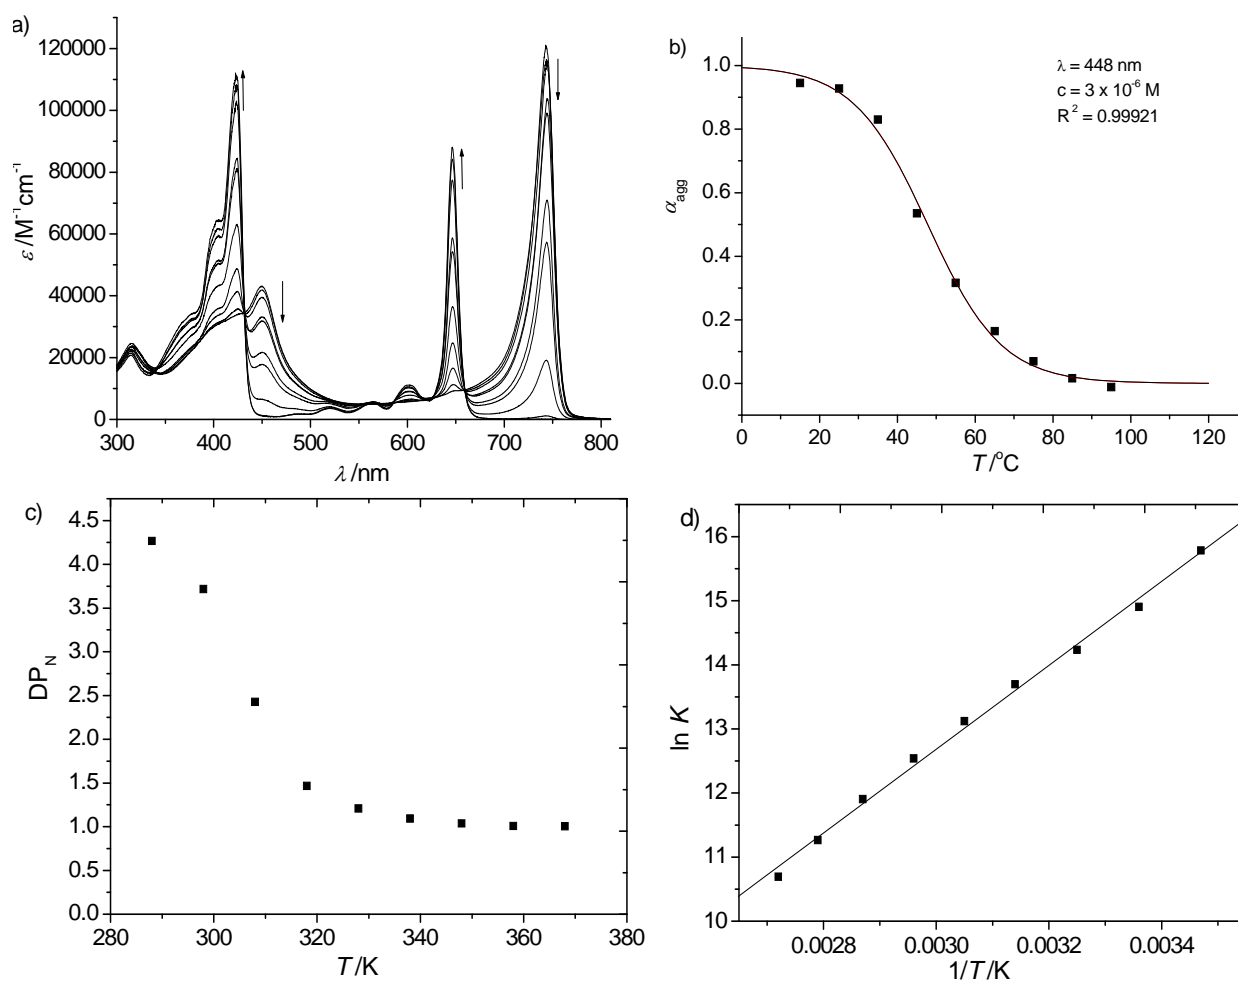 a)
120000
100000
80000
60000
40000
20000
0
ε /M⁻¹cm⁻¹
300 400 500 600 700 800
λ /nm
b)
λ = 448 nm
c = 3 x 10⁻⁶ M
R² = 0.99921
1.0
0.8
0.6
0.4
0.2
0.0
α_agg
0 20 40 60 80 100 120
T /°C
c)
4.5
4.0
3.5
3.0
2.5
2.0
1.5
1.0
0.5
0.0
DP_N
280 300 320 340 360 380
T /K
d)
16
15
14
13
12
11
10
ln K
0.0028 0.0030 0.0032 0.0034
1/T /K